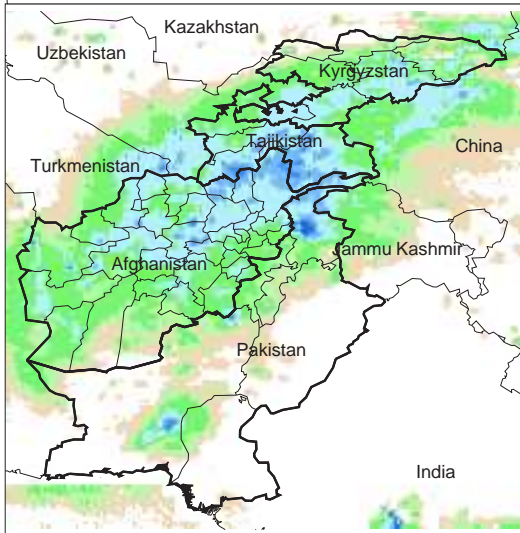 Kazakhstan
Uzbekistan
Kyrgyzstan
Tajikistan
China
Turkmenistan
Jammu Kashmir
Afghanistan
Pakistan
India